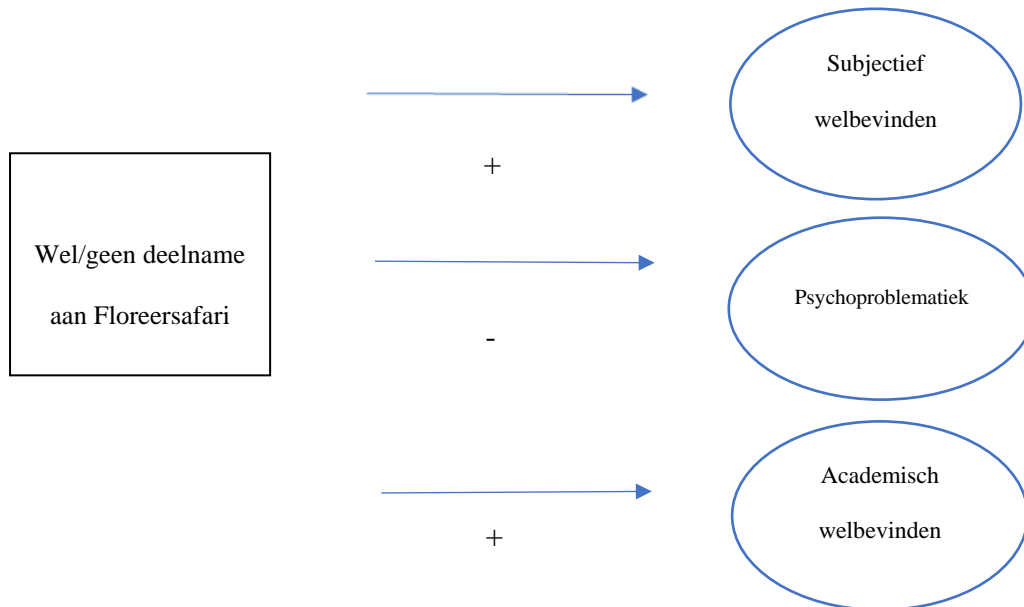 Subjectief
welbevinden
+
Wel/geen deelname
aan Floreersafari
Psychoproblematiek
-
Academisch
welbevinden
+